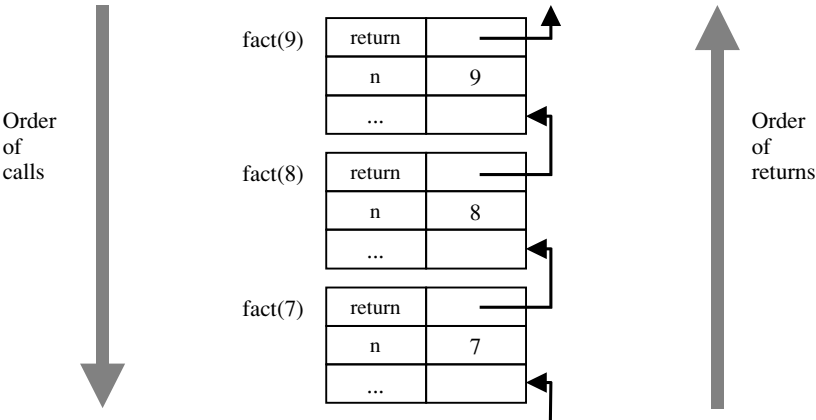 fact(9) return
n 9
...
Order
of
calls
fact(8) return
n 8
...
fact(7) return
n 7
...
Order
of
returns